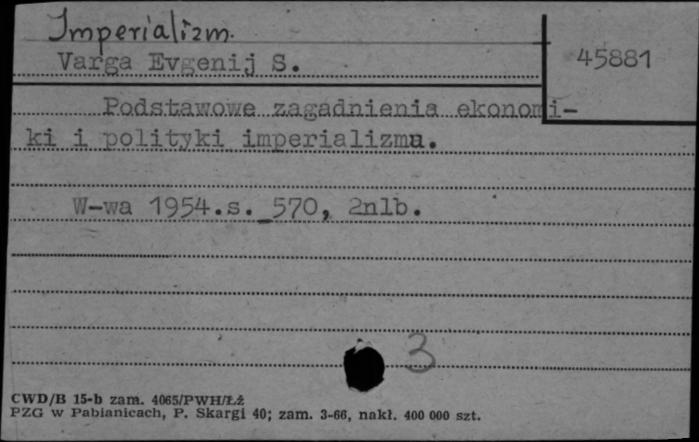 Imperializm.
Varga Evgenij S.
45881
Podstawowe zagadnienia ekonomi-
ki i polityki imperializmu.
W-wa 1954.s. 570, 2nlb.
3
CWD/B 15-b zam. 4065/PWH/Łż
PZG w Pabianicach, P. Skargi 40; zam. 3-66, nakł. 400 000 szt.